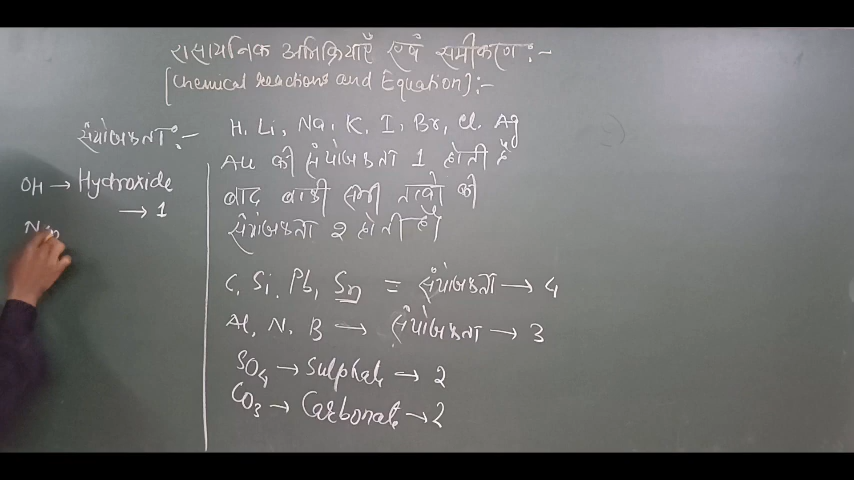 रासायनिक अभिक्रियाएँ एवं समीकरण :-
[Chemical reactions and Equation] :-
संयोजकता :-
OH → Hydroxide
→ 1
H, Li, Na, K, I, Br, Cl. Ag
Au की संयोजकता 1 होती है
बाद बाकी सभी तत्वो की
संयोजकता 2 होती है।
C, Si, Pb, Sn = संयोजकता → 4
Al, N, B → संयोजकता → 3
SO₄ → Sulphate → 2
CO₃ → Carbonate → 2